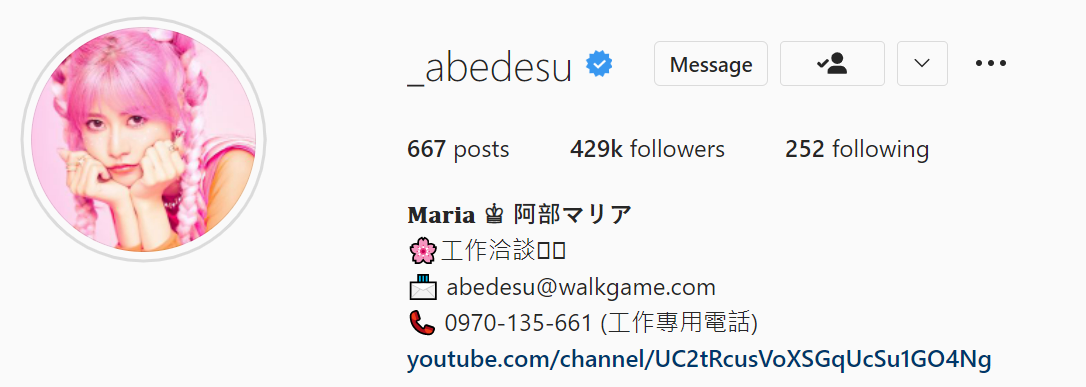 _abedesu
Message
667 posts 429k followers 252 following
Maria ♔ 阿部マリア
🌸工作洽談▯▯
📩 abedesu@walkgame.com
📞 0970-135-661 (工作專用電話)
youtube.com/channel/UC2tRcusVoXSGqUcSu1GO4Ng